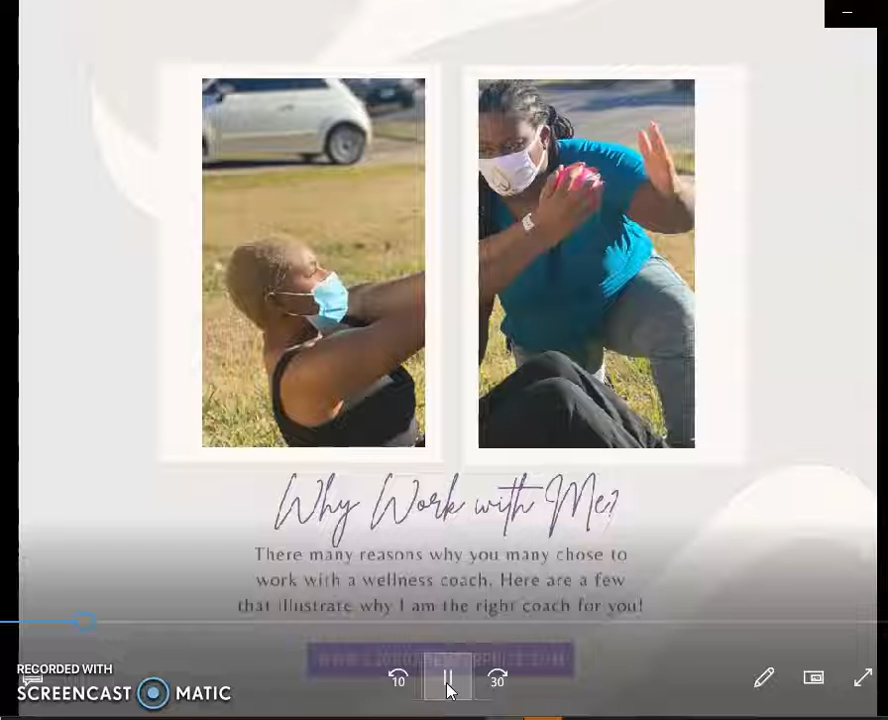 Why Work with Me?
There many reasons why you many chose to
work with a wellness coach. Here are a few
that illustrate why I am the right coach for you!
RECORDED WITH
SCREENCAST MATIC
10
30